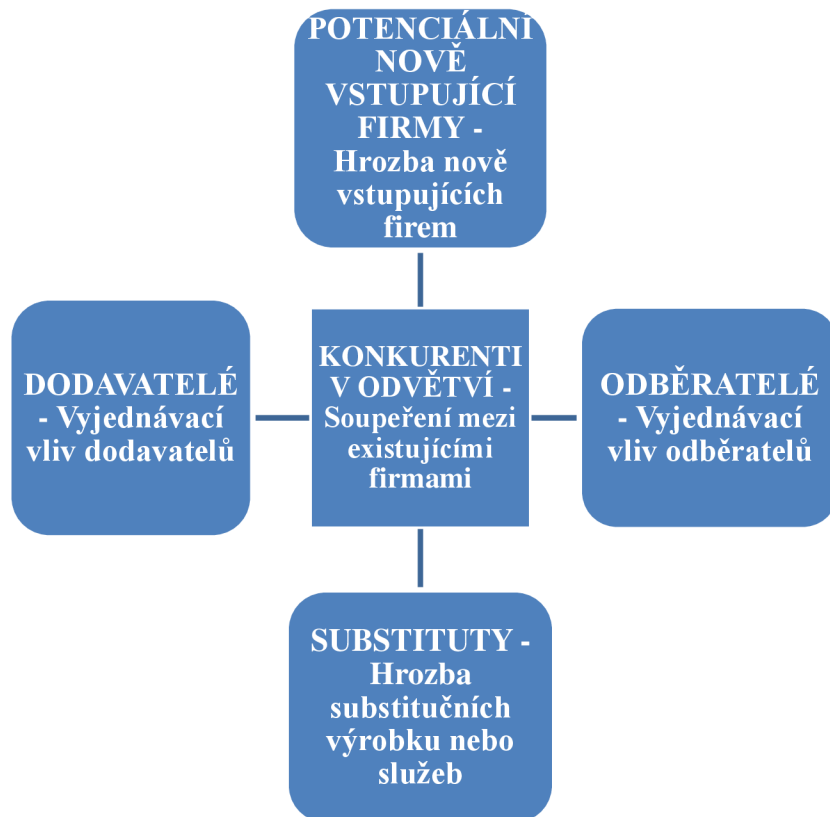 POTENCIÁLNÍ
NOVĚ
VSTUPUJÍCÍ
FIRMY -
Hrozba nově
vstupujících
firem
DODAVATELÉ
- Vyjednávací
vliv dodavatelů
KONKURENTI
V ODVĚTVÍ -
Soupeření mezi
existujícími
firmami
ODBĚRATELÉ
- Vyjednávací
vliv odběratelů
SUBSTITUTY -
Hrozba
substitučních
výrobku nebo
služeb